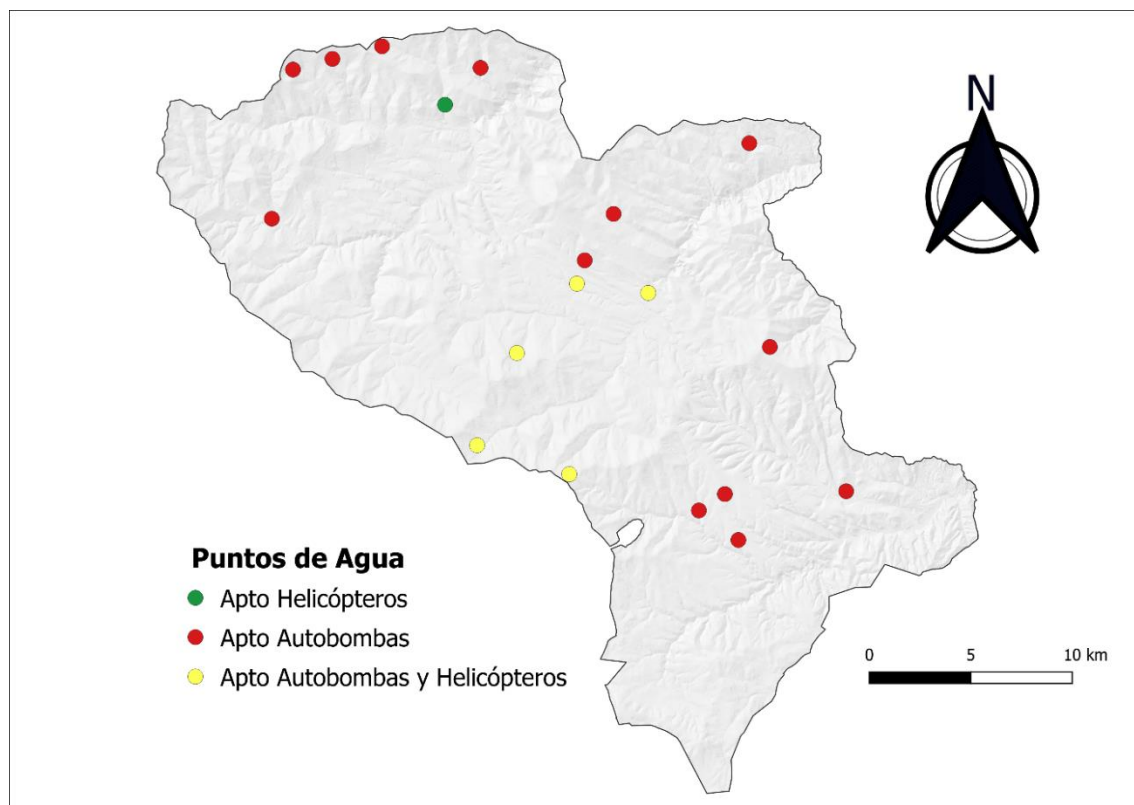 N
Puntos de Agua
Apto Helicópteros
Apto Autobombas
Apto Autobombas y Helicópteros
0 5 10 km